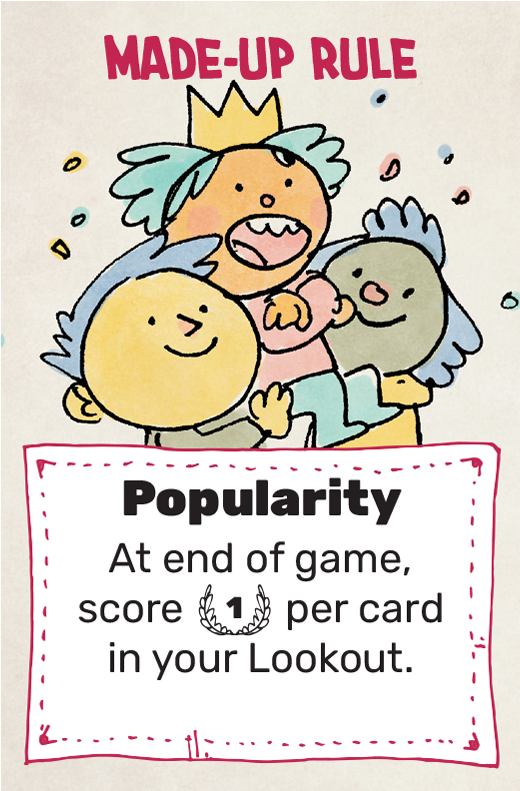 MADE-UP RULE
Popularity
At end of game,
score 1 per card
in your Lookout.